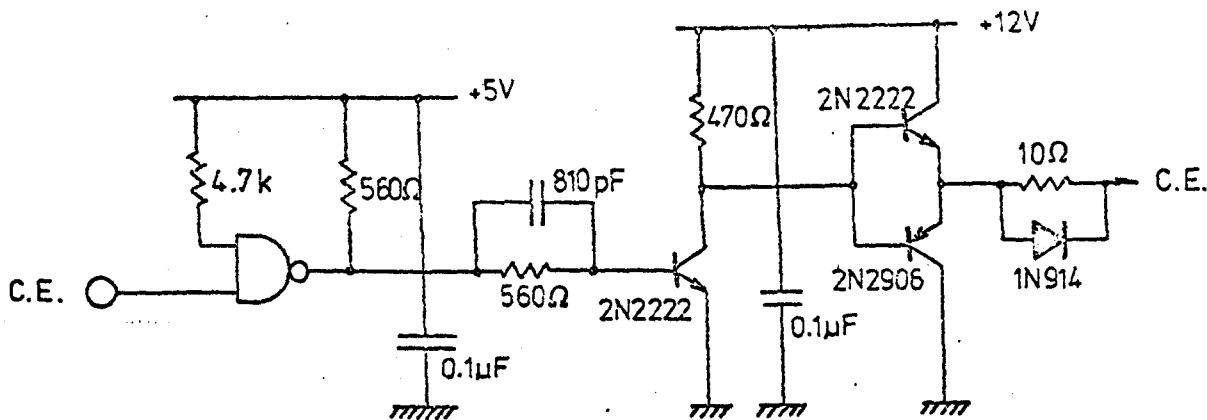 +12V
+5V
2N2222
470Ω
10Ω
4.7k
560Ω
810pF
C.E.
C.E.
560Ω
2N2222
2N2906
1N914
0.1µF
0.1µF